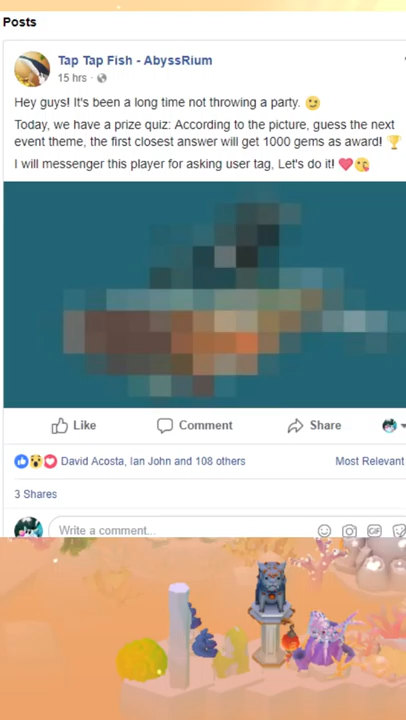 Posts
Tap Tap Fish - AbyssRium
15 hrs ·
Hey guys! It's been a long time not throwing a party. 😉
Today, we have a prize quiz: According to the picture, guess the next
event theme, the first closest answer will get 1000 gems as award! 🏆
I will messenger this player for asking user tag, Let's do it! ❤️😘
Like Comment Share
David Acosta, Ian John and 108 others Most Relevant
3 Shares
Write a comment...
GIF